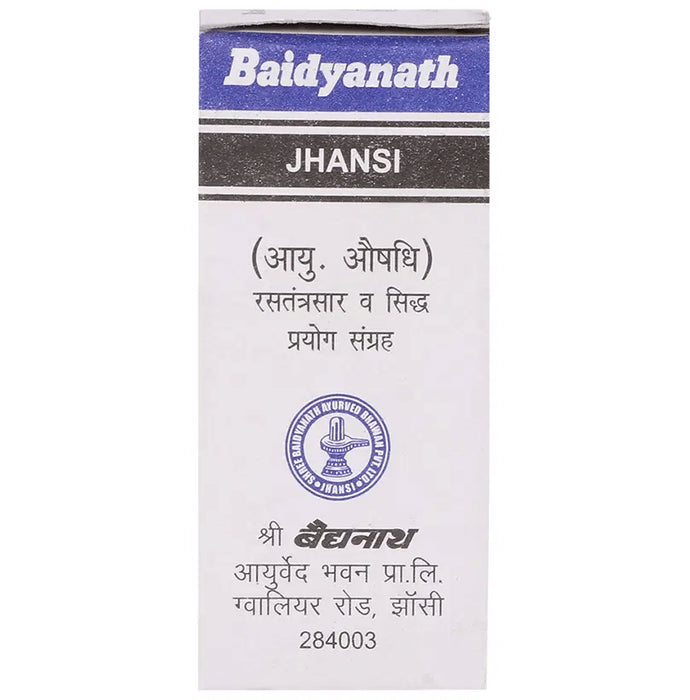 Baidyanath
JHANSI
(आयु. औषधि)
रसतंत्रसार व सिद्ध
प्रयोग संग्रह
SHREE BAIDYANATH AYURVED BHAWAN PVT. LTD.
JHANSI
श्री बैद्यनाथ
आयुर्वेद भवन प्रा.लि.
ग्वालियर रोड, झाँसी
284003